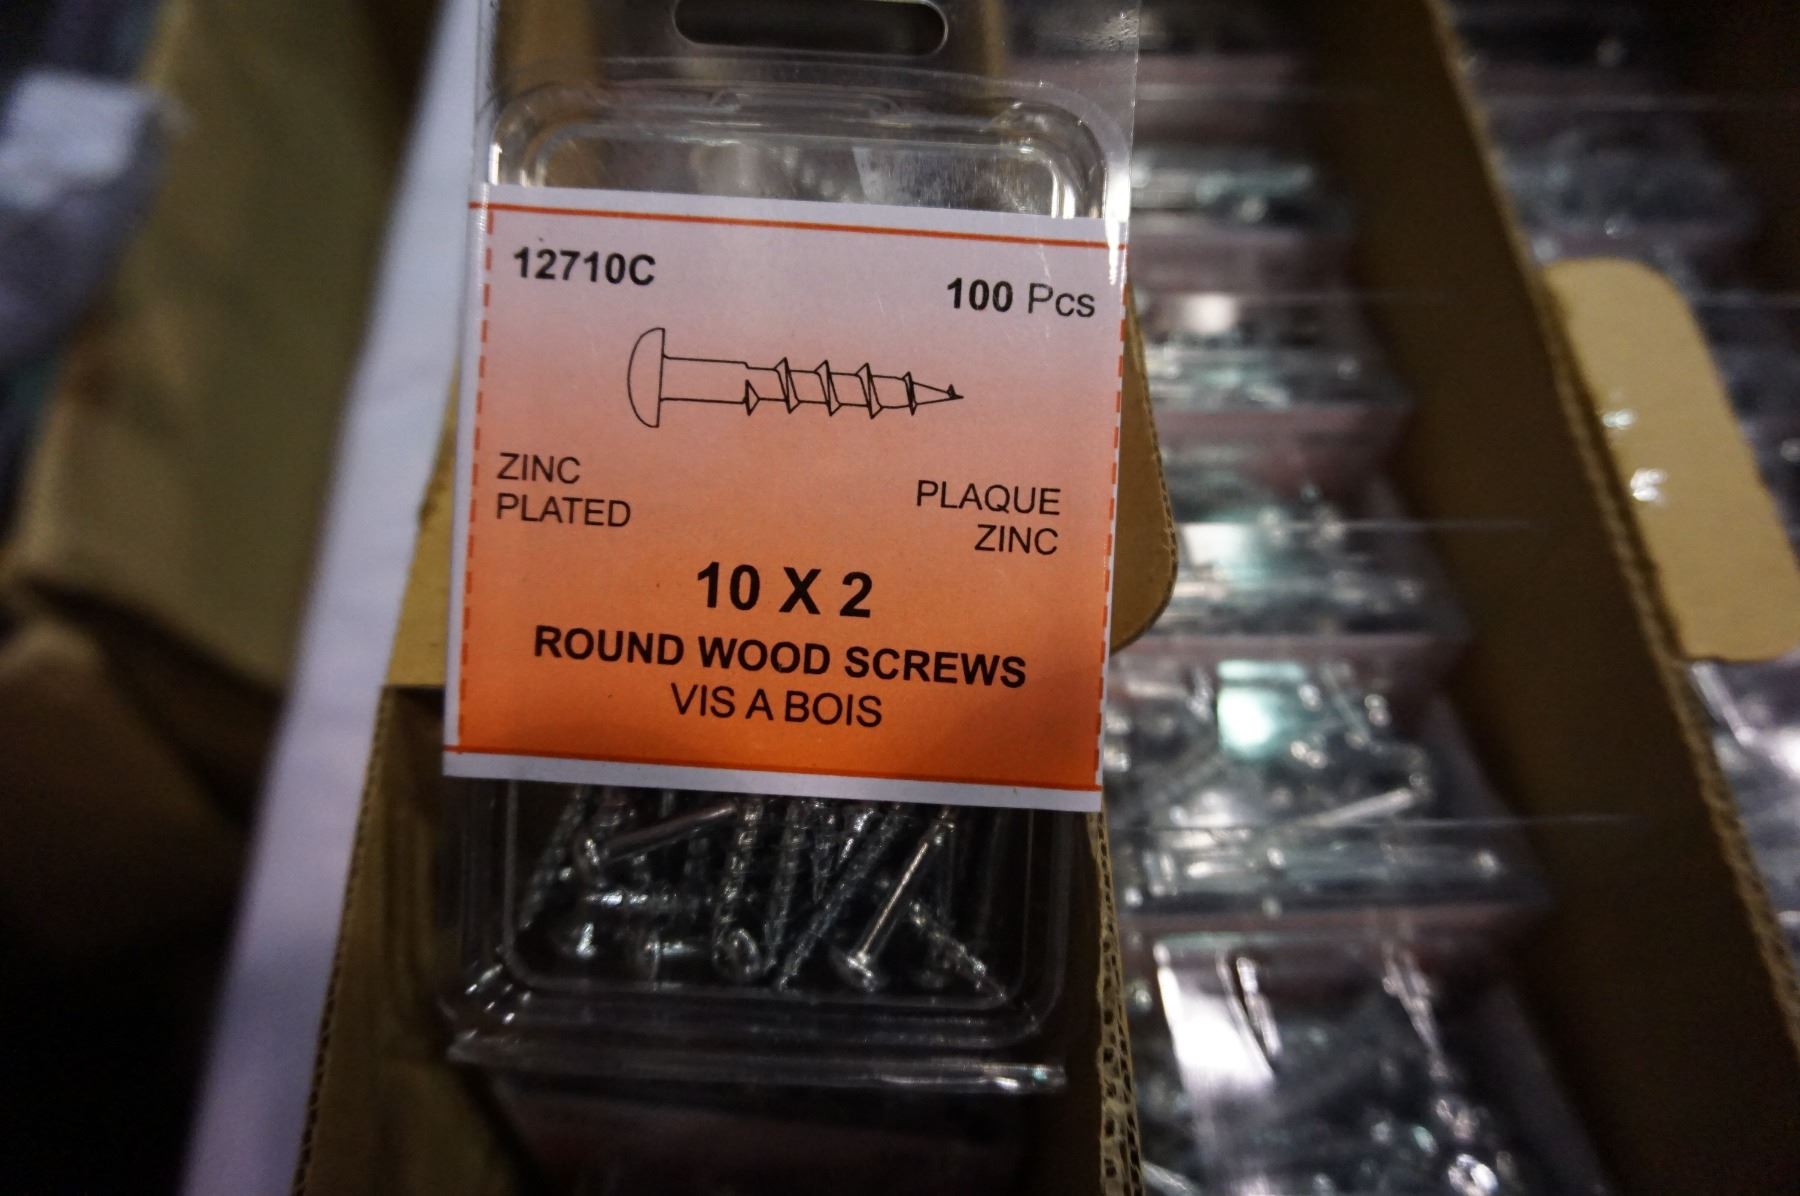 12710C
100 Pcs
ZINC
PLATED
PLAQUE
ZINC
10 X 2
ROUND WOOD SCREWS
VIS A BOIS